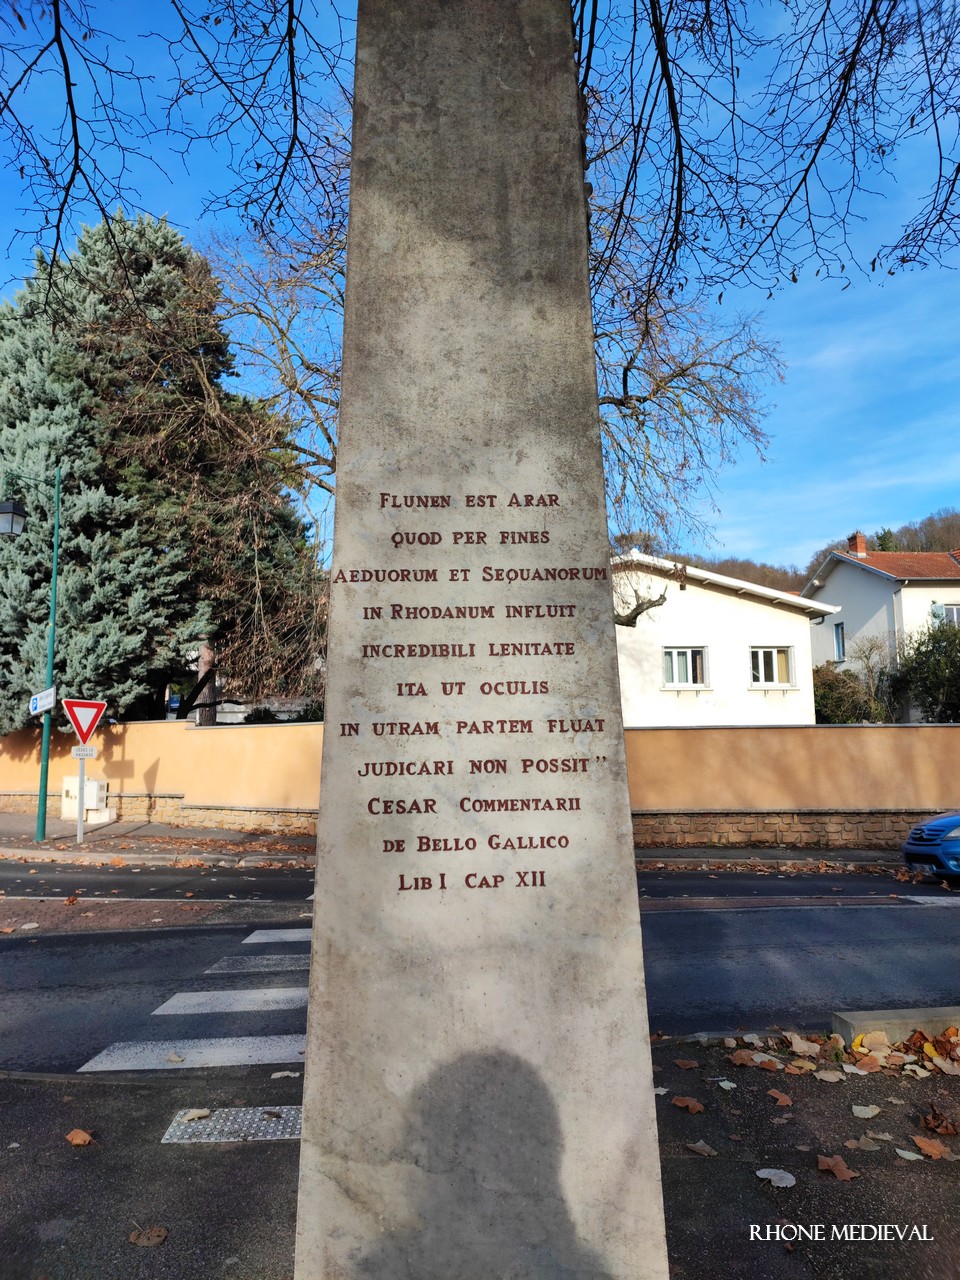 Flunen est Arar
quod per fines
Aeduorum et Sequanorum
in Rhodanum influit
incredibili lenitate
ita ut oculis
in utram partem fluat
judicari non possit"
Cesar Commentarii
de Bello Gallico
Lib I Cap XII
RHONE MEDIEVAL